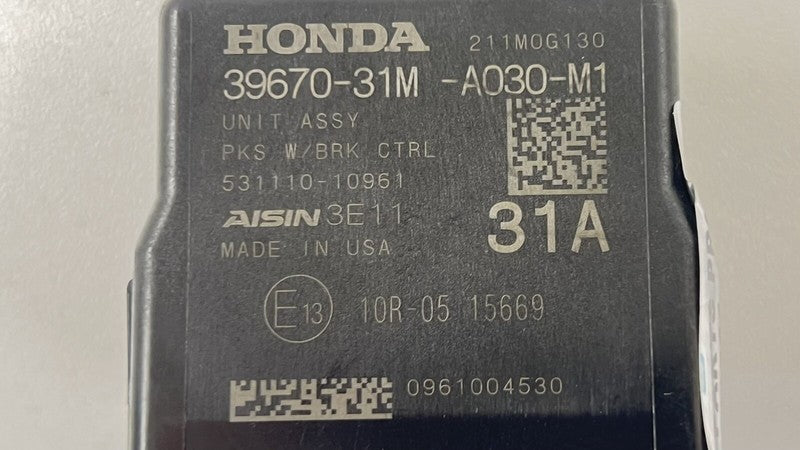 HONDA 211M0G130
39670-31M -A030-M1
UNIT ASSY
PKS W/BRK CTRL
531110-10961
AISIN 3E11
31A
MADE IN USA
E13 10R-05 15669
0961004530